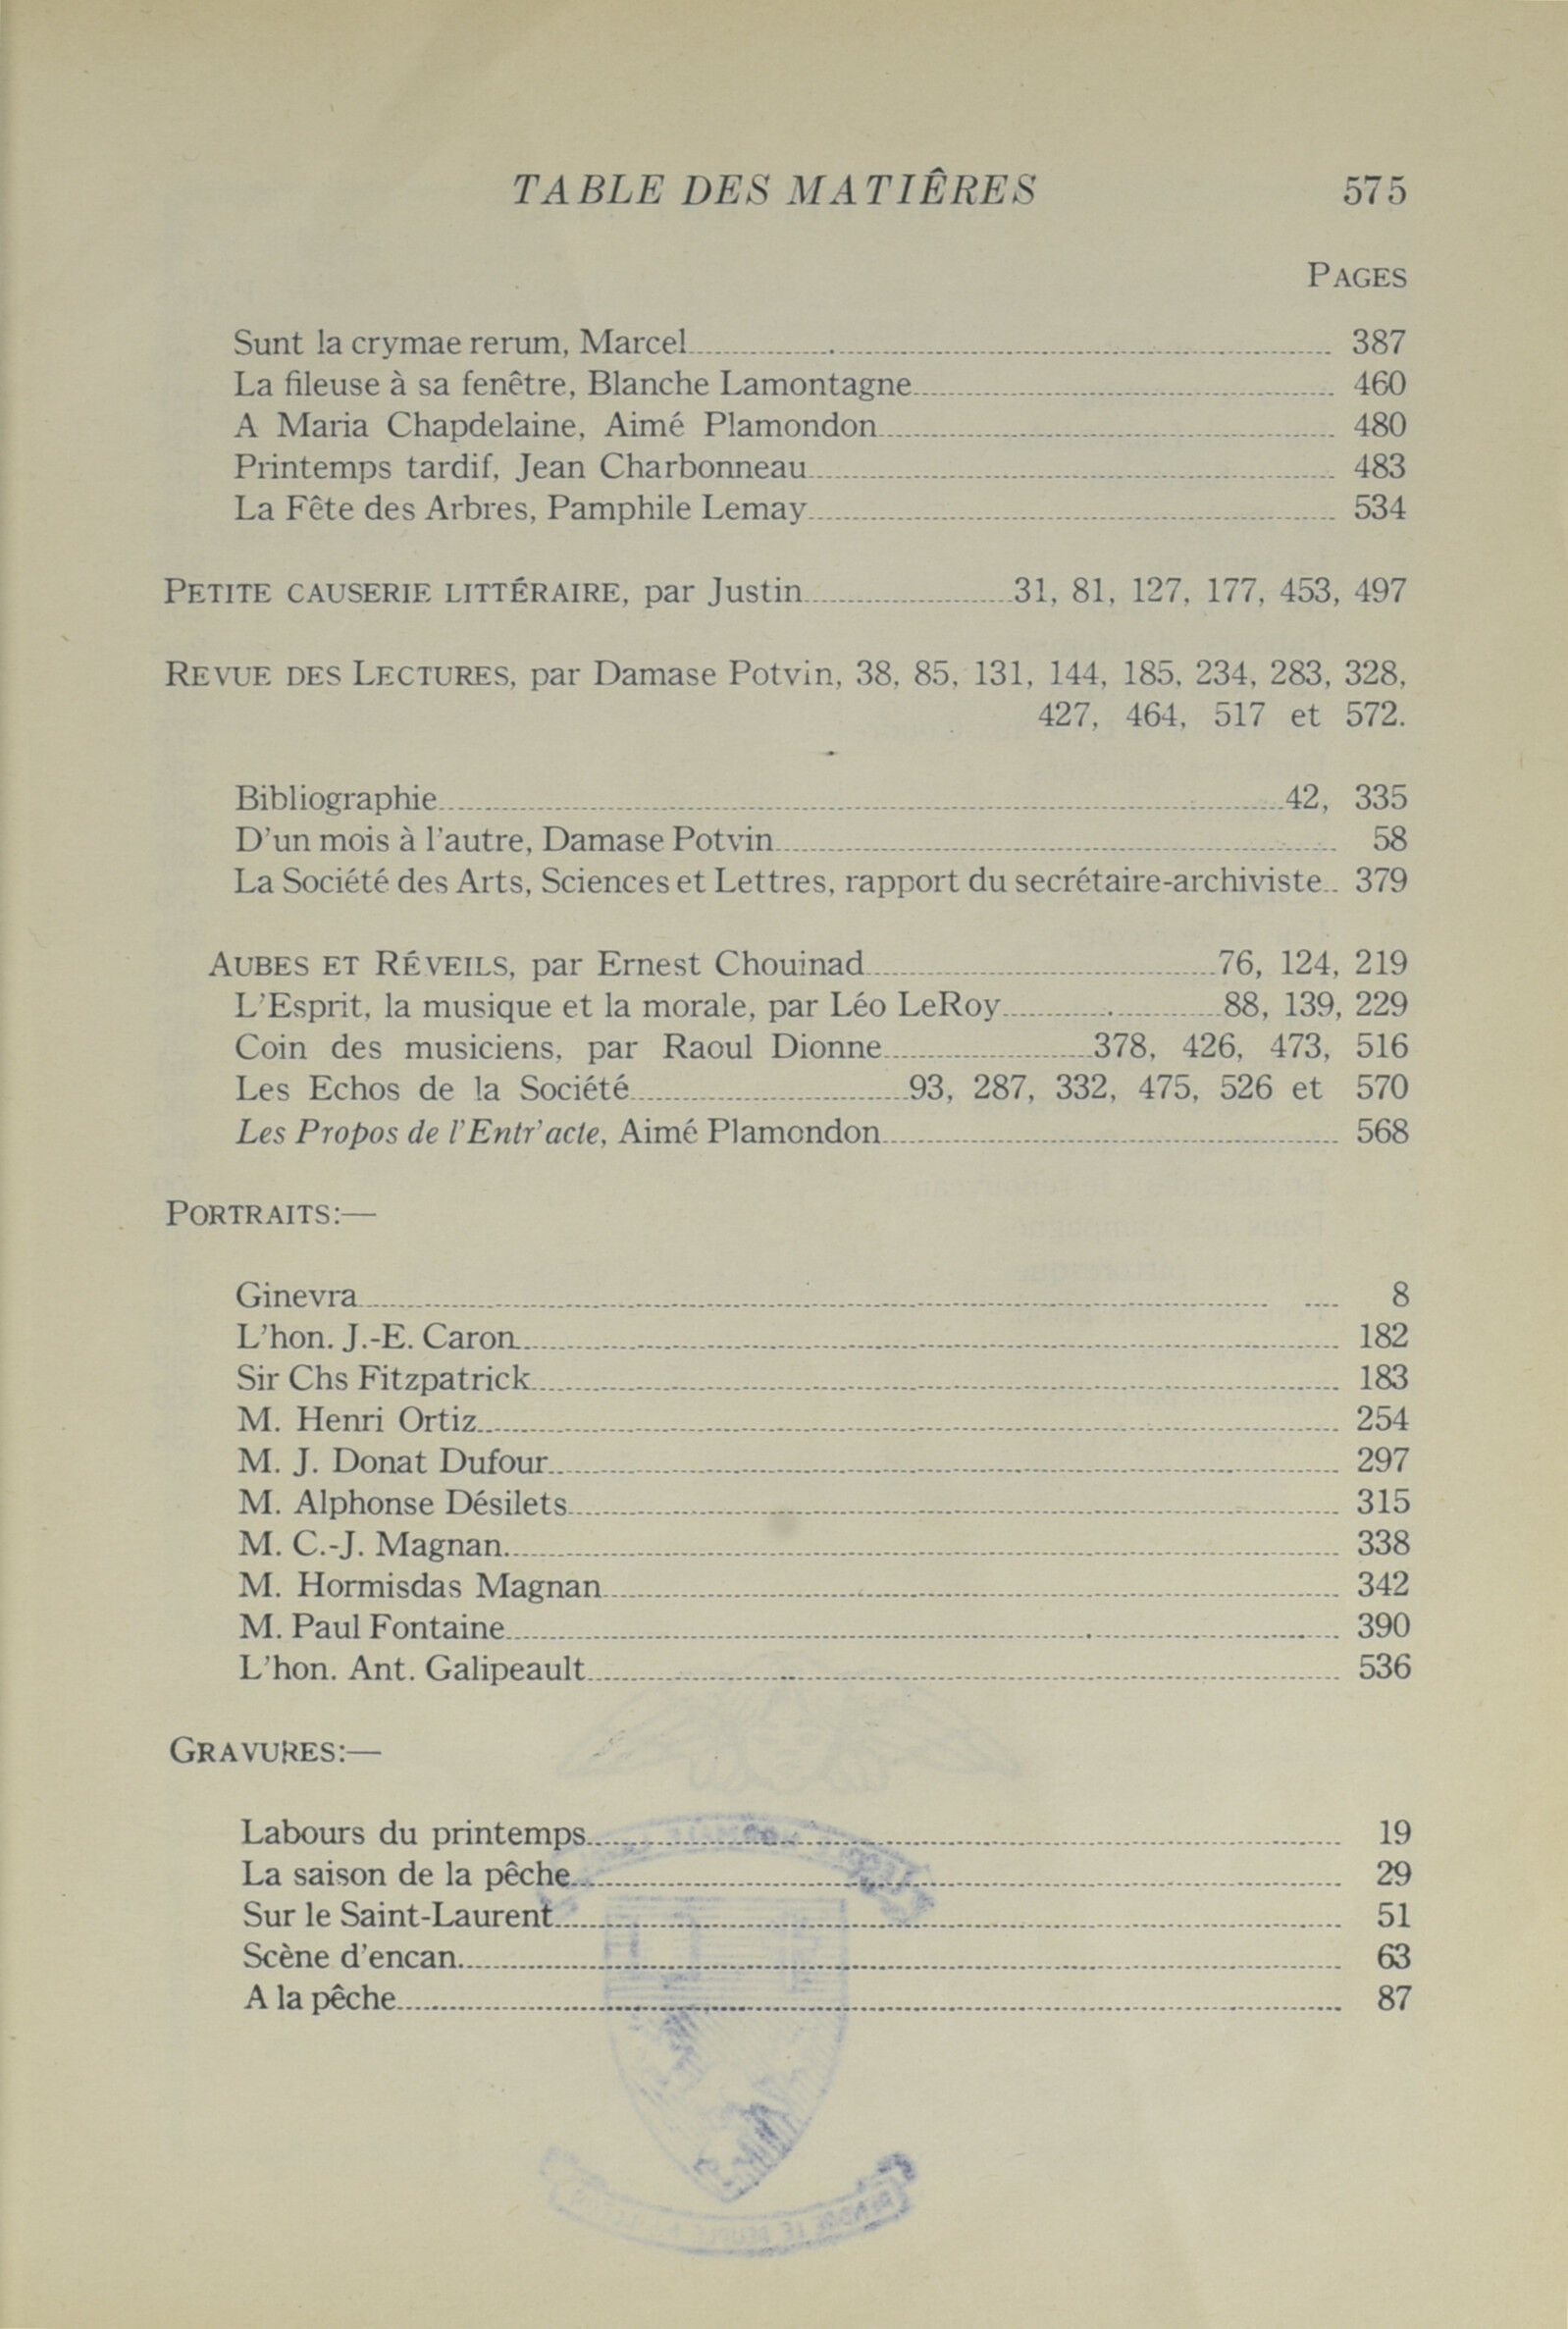 TABLE DES MATIÊRES 575
PAGES
Sunt la crymae rerum, Marcel 387
La fileuse à sa fenêtre, Blanche Lamontagne 460
A Maria Chapdelaine, Aimé Plamondon 480
Printemps tardif, Jean Charbonneau 483
La Fête des Arbres, Pamphile Lemay 534
PETITE CAUSERIE LITTÉRAIRE, par Justin 31, 81, 127, 177, 453, 497
REVUE DES LECTURES, par Damase Potvin, 38, 85, 131, 144, 185, 234, 283, 328,
427, 464, 517 et 572.
Bibliographie 42, 335
D'un mois à l'autre, Damase Potvin 58
La Société des Arts, Sciences et Lettres, rapport du secrétaire-archiviste.. 379
AUBES ET RÉVEILS, par Ernest Chouinad 76, 124, 219
L'Esprit, la musique et la morale, par Léo LeRoy 88, 139, 229
Coin des musiciens, par Raoul Dionne 378, 426, 473, 516
Les Echos de la Société 93, 287, 332, 475, 526 et 570
Les Propos de l'Entr'acte, Aimé Plamondon 568
PORTRAITS:—
Ginevra 8
L'hon. J.-E. Caron 182
Sir Chs Fitzpatrick 183
M. Henri Ortiz 254
M. J. Donat Dufour 297
M. Alphonse Désilets 315
M. C.-J. Magnan 338
M. Hormisdas Magnan 342
M. Paul Fontaine 390
L'hon. Ant. Galipeault 536
GRAVURES:—
Labours du printemps 19
La saison de la pêche 29
Sur le Saint-Laurent 51
Scène d'encan 63
A la pêche 87